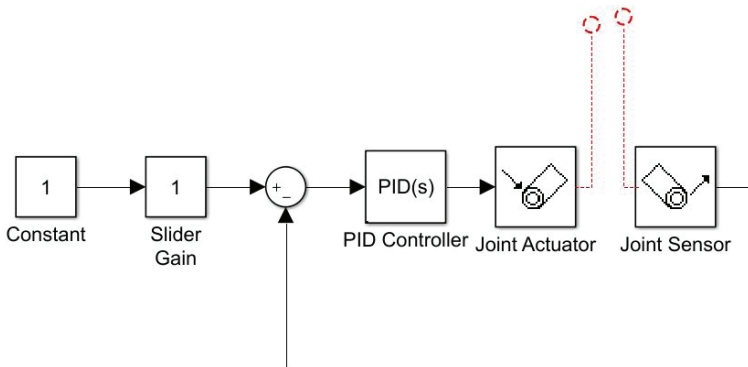 1
1
+
−
PID(s)
Constant
Slider
Gain
PID Controller
Joint Actuator
Joint Sensor